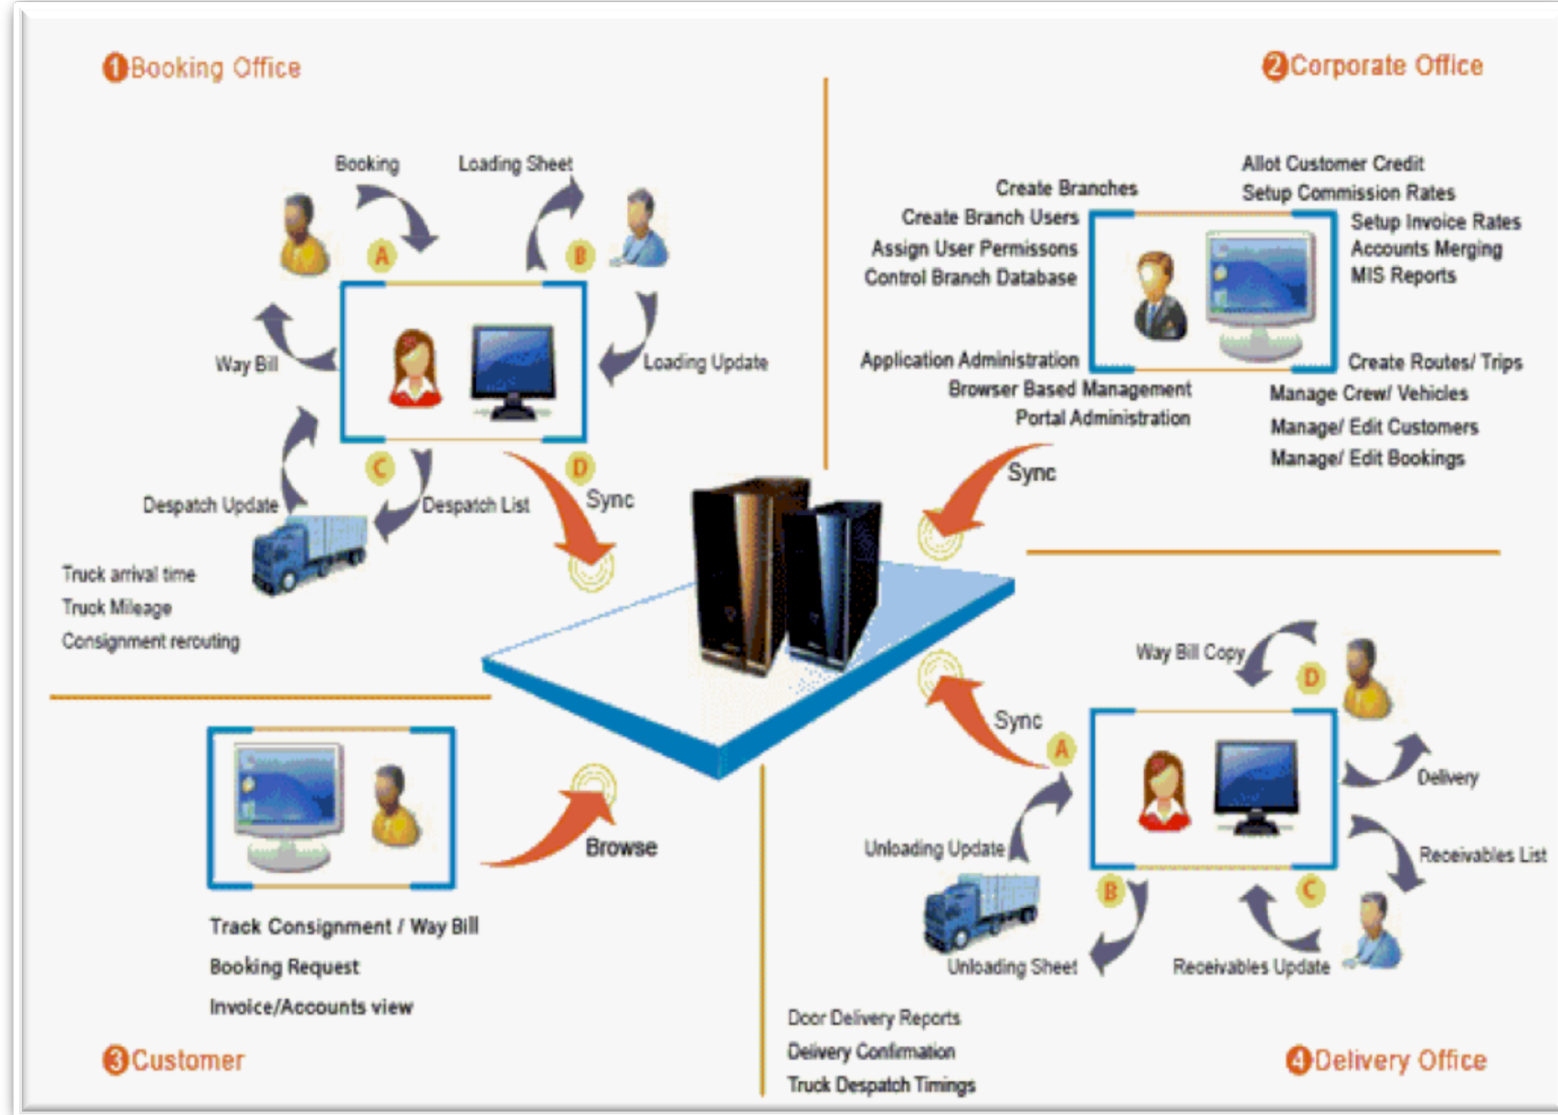 1 Booking Office
Booking
Loading Sheet
A
B
Way Bill
Loading Update
C
D
Despatch Update
Despatch List
Sync
Truck arrival time
Truck Mileage
Consignment rerouting
2 Corporate Office
Create Branches
Create Branch Users
Assign User Permissons
Control Branch Database
Allot Customer Credit
Setup Commission Rates
Setup Invoice Rates
Accounts Merging
MIS Reports
Application Administration
Browser Based Management
Portal Administration
Create Routes/ Trips
Manage Crew/ Vehicles
Manage/ Edit Customers
Manage/ Edit Bookings
Sync
Browse
Track Consignment / Way Bill
Booking Request
Invoice/Accounts view
3 Customer
Way Bill Copy
D
Sync
A
Delivery
Unloading Update
Receivables List
B
C
Unloading Sheet
Receivables Update
Door Delivery Reports
Delivery Confirmation
Truck Despatch Timings
4 Delivery Office